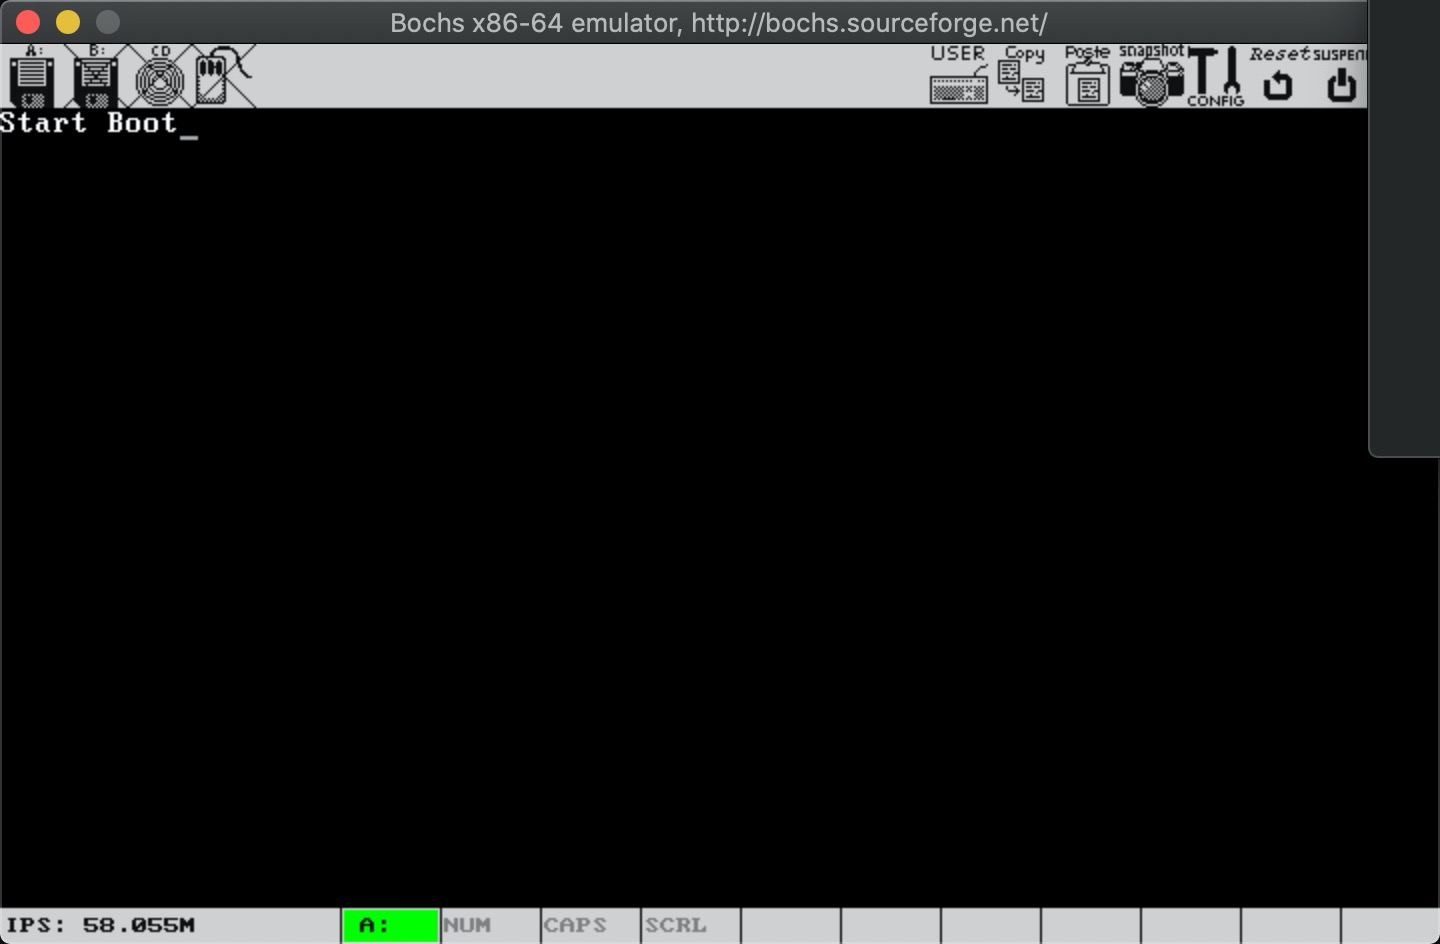 Bochs x86-64 emulator, http://bochs.sourceforge.net/
A: B: CD USER Copy Paste snapshot CONFIG Reset SUSPEN
Start Boot_
IPS: 58.055M A: NUM CAPS SCRL